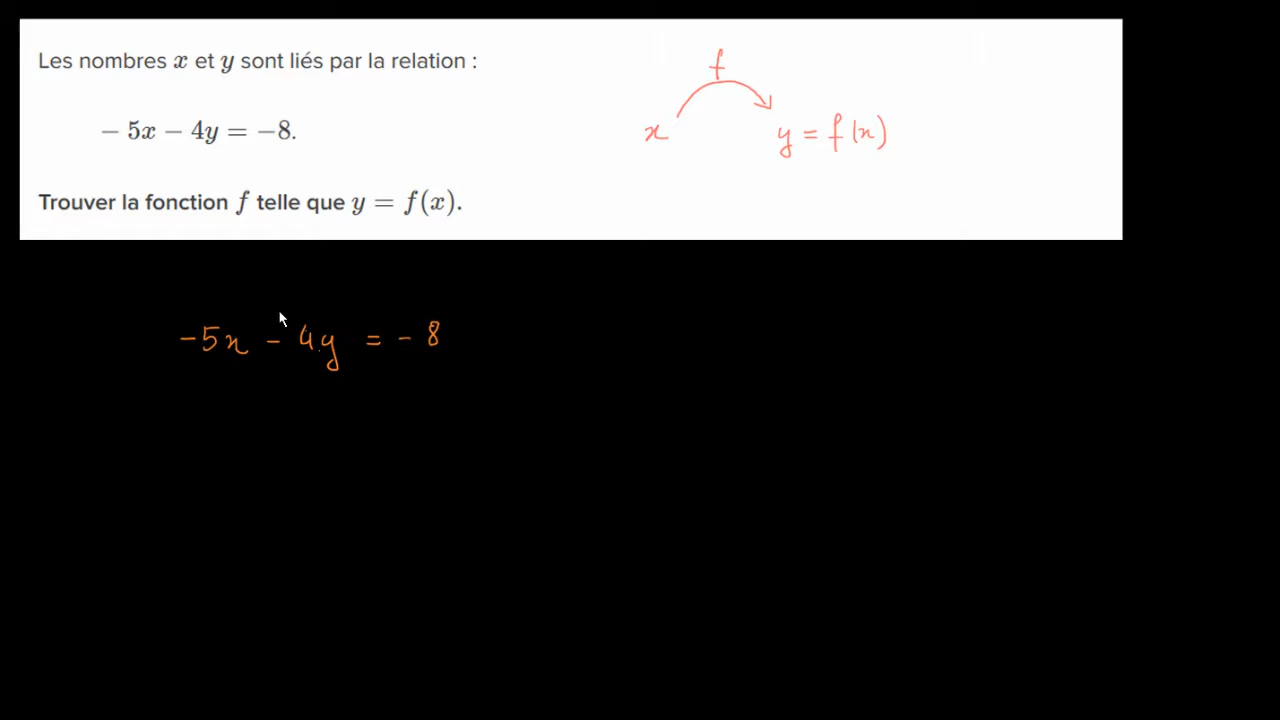 Les nombres x et y sont liés par la relation :
− 5x − 4y = −8.
Trouver la fonction f telle que y = f(x).
f
x
y = f(x)
-5x - 4y = - 8